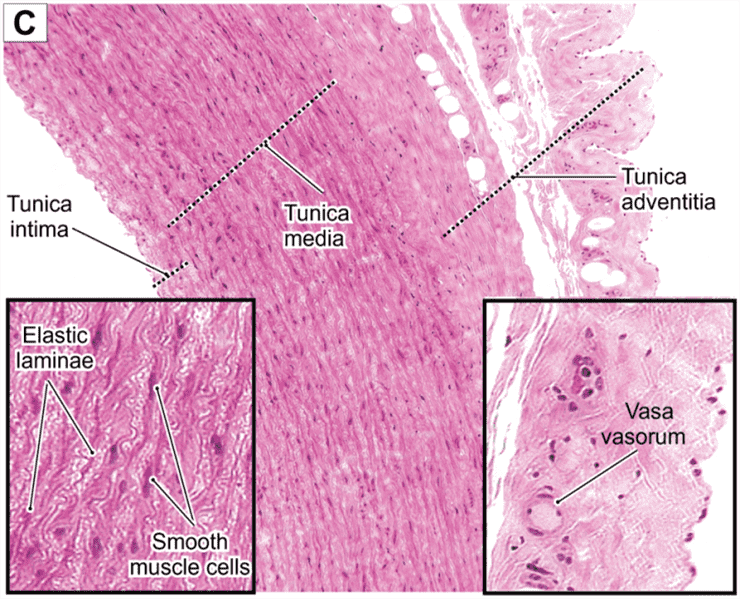 C
Tunica
intima
Tunica
media
Tunica
adventitia
Elastic
laminae
Smooth
muscle cells
Vasa
vasorum